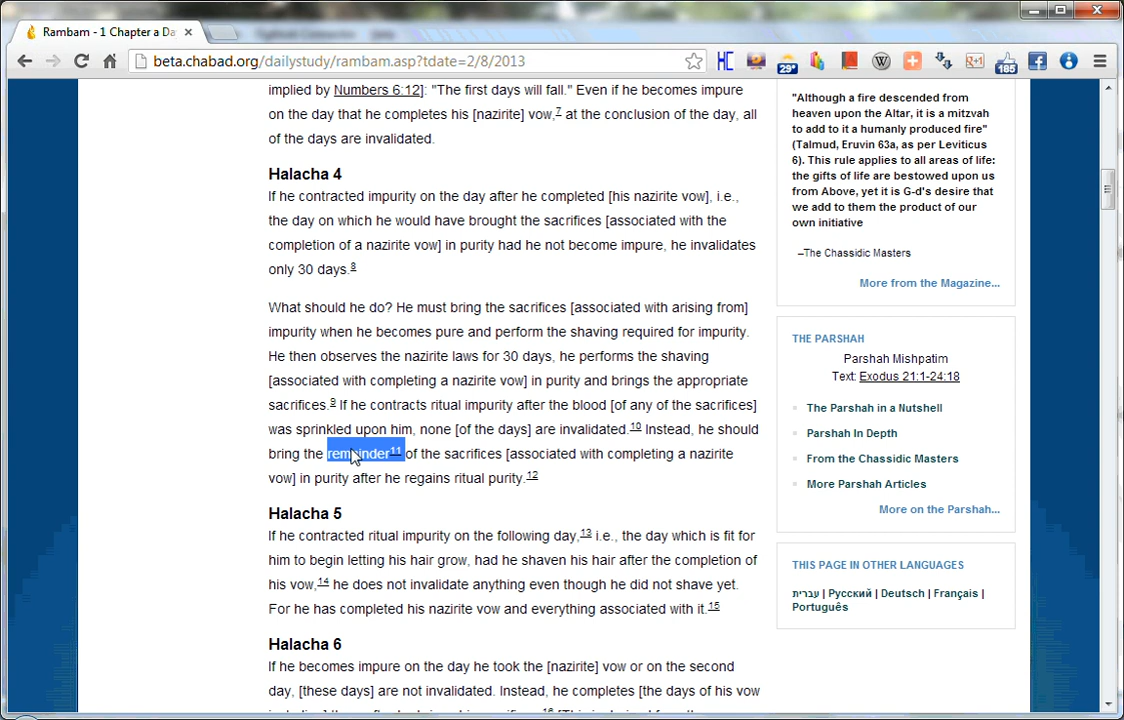 Rambam - 1 Chapter a Da
beta.chabad.org/dailystudy/rambam.asp?tdate=2/8/2013
HC
29°
W
g+1
185
implied by Numbers 6:12]: "The first days will fall." Even if he becomes impure
on the day that he completes his [nazirite] vow,7 at the conclusion of the day, all
of the days are invalidated.
Halacha 4
If he contracted impurity on the day after he completed [his nazirite vow], i.e.,
the day on which he would have brought the sacrifices [associated with the
completion of a nazirite vow] in purity had he not become impure, he invalidates
only 30 days.8
What should he do? He must bring the sacrifices [associated with arising from]
impurity when he becomes pure and perform the shaving required for impurity.
He then observes the nazirite laws for 30 days, he performs the shaving
[associated with completing a nazirite vow] in purity and brings the appropriate
sacrifices.9 If he contracts ritual impurity after the blood [of any of the sacrifices]
was sprinkled upon him, none [of the days] are invalidated.10 Instead, he should
bring the remainder11 of the sacrifices [associated with completing a nazirite
vow] in purity after he regains ritual purity.12
Halacha 5
If he contracted ritual impurity on the following day,13 i.e., the day which is fit for
him to begin letting his hair grow, had he shaven his hair after the completion of
his vow,14 he does not invalidate anything even though he did not shave yet.
For he has completed his nazirite vow and everything associated with it.15
Halacha 6
If he becomes impure on the day he took the [nazirite] vow or on the second
day, [these days] are not invalidated. Instead, he completes [the days of his vow
"Although a fire descended from
heaven upon the Altar, it is a mitzvah
to add to it a humanly produced fire"
(Talmud, Eruvin 63a, as per Leviticus
6). This rule applies to all areas of life:
the gifts of life are bestowed upon us
from Above, yet it is G-d's desire that
we add to them the product of our
own initiative
–The Chassidic Masters
More from the Magazine...
THE PARSHAH
Parshah Mishpatim
Text: Exodus 21:1-24:18
The Parshah in a Nutshell
Parshah In Depth
From the Chassidic Masters
More Parshah Articles
More on the Parshah...
THIS PAGE IN OTHER LANGUAGES
עברית | Русский | Deutsch | Français |
Português